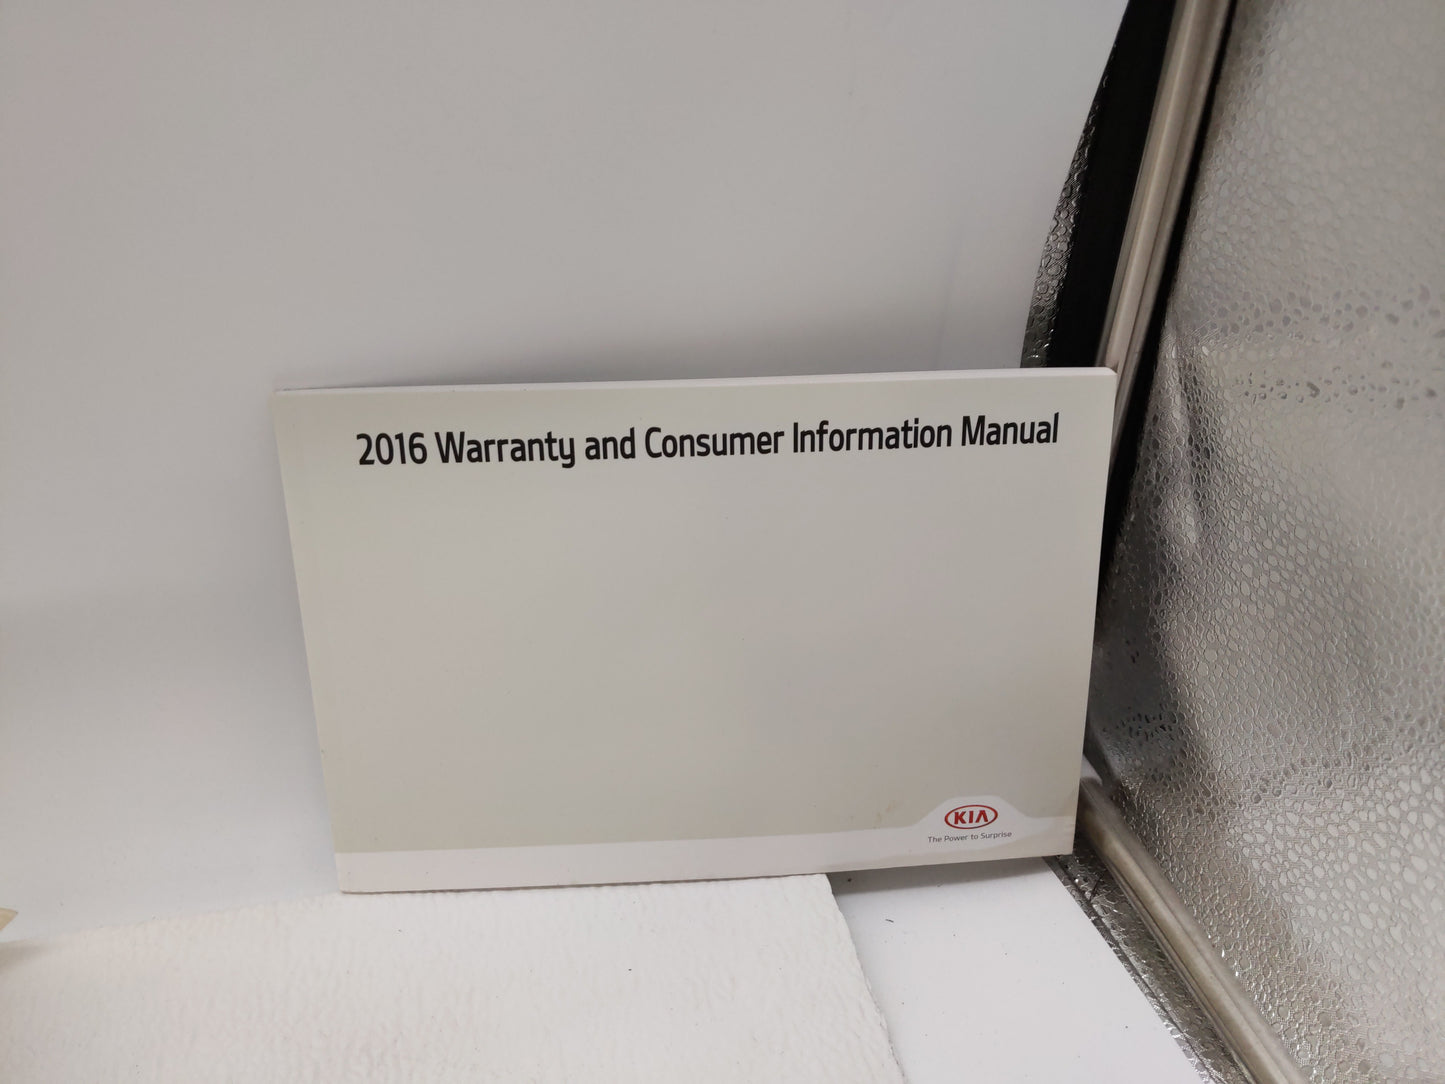 2016 Warranty and Consumer Information Manual
KIA
The Power to Surprise